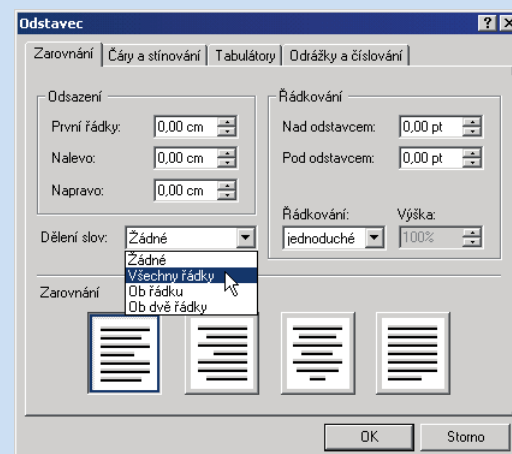 Odstavec
Zarovnání Čáry a stínování Tabulátory Odrážky a číslování
Odsazení
První řádky: 0,00 cm
Nalevo: 0,00 cm
Napravo: 0,00 cm
Řádkování
Nad odstavcem: 0,00 pt
Pod odstavcem: 0,00 pt
Řádkování: Výška:
jednoduché 100%
Dělení slov: Žádné
Žádné
Všechny řádky
Ob řádku
Ob dvě řádky
Zarovnání
OK Storno